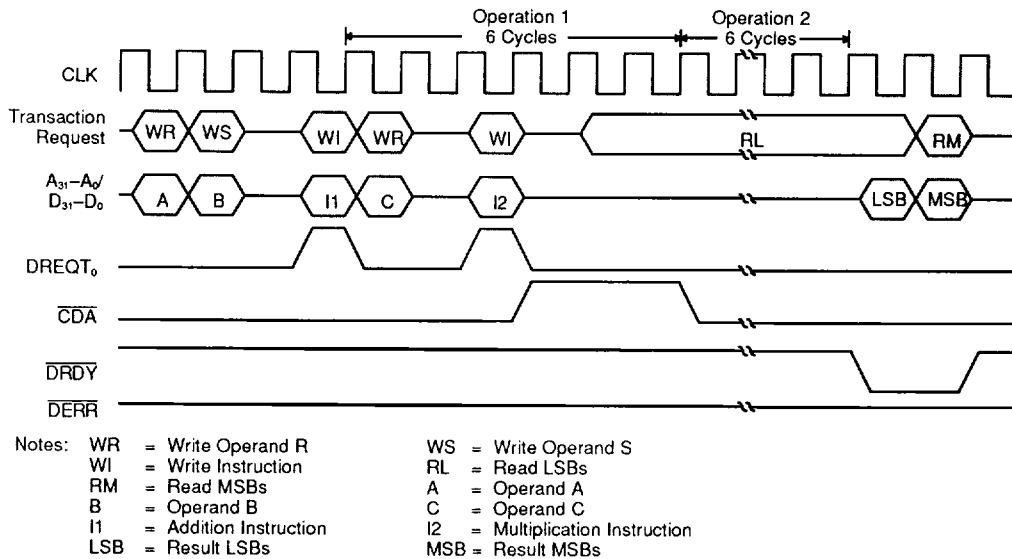 Operation 1
6 Cycles
Operation 2
6 Cycles
CLK
Transaction
Request
WR WS WI WR WI RL RM
A31–A0/
D31–D0
A B I1 C I2 LSB MSB
DREQT0
CDA
DRDY
DERR
Notes: WR = Write Operand R WS = Write Operand S
WI = Write Instruction RL = Read LSBs
RM = Read MSBs A = Operand A
B = Operand B C = Operand C
I1 = Addition Instruction I2 = Multiplication Instruction
LSB = Result LSBs MSB = Result MSBs